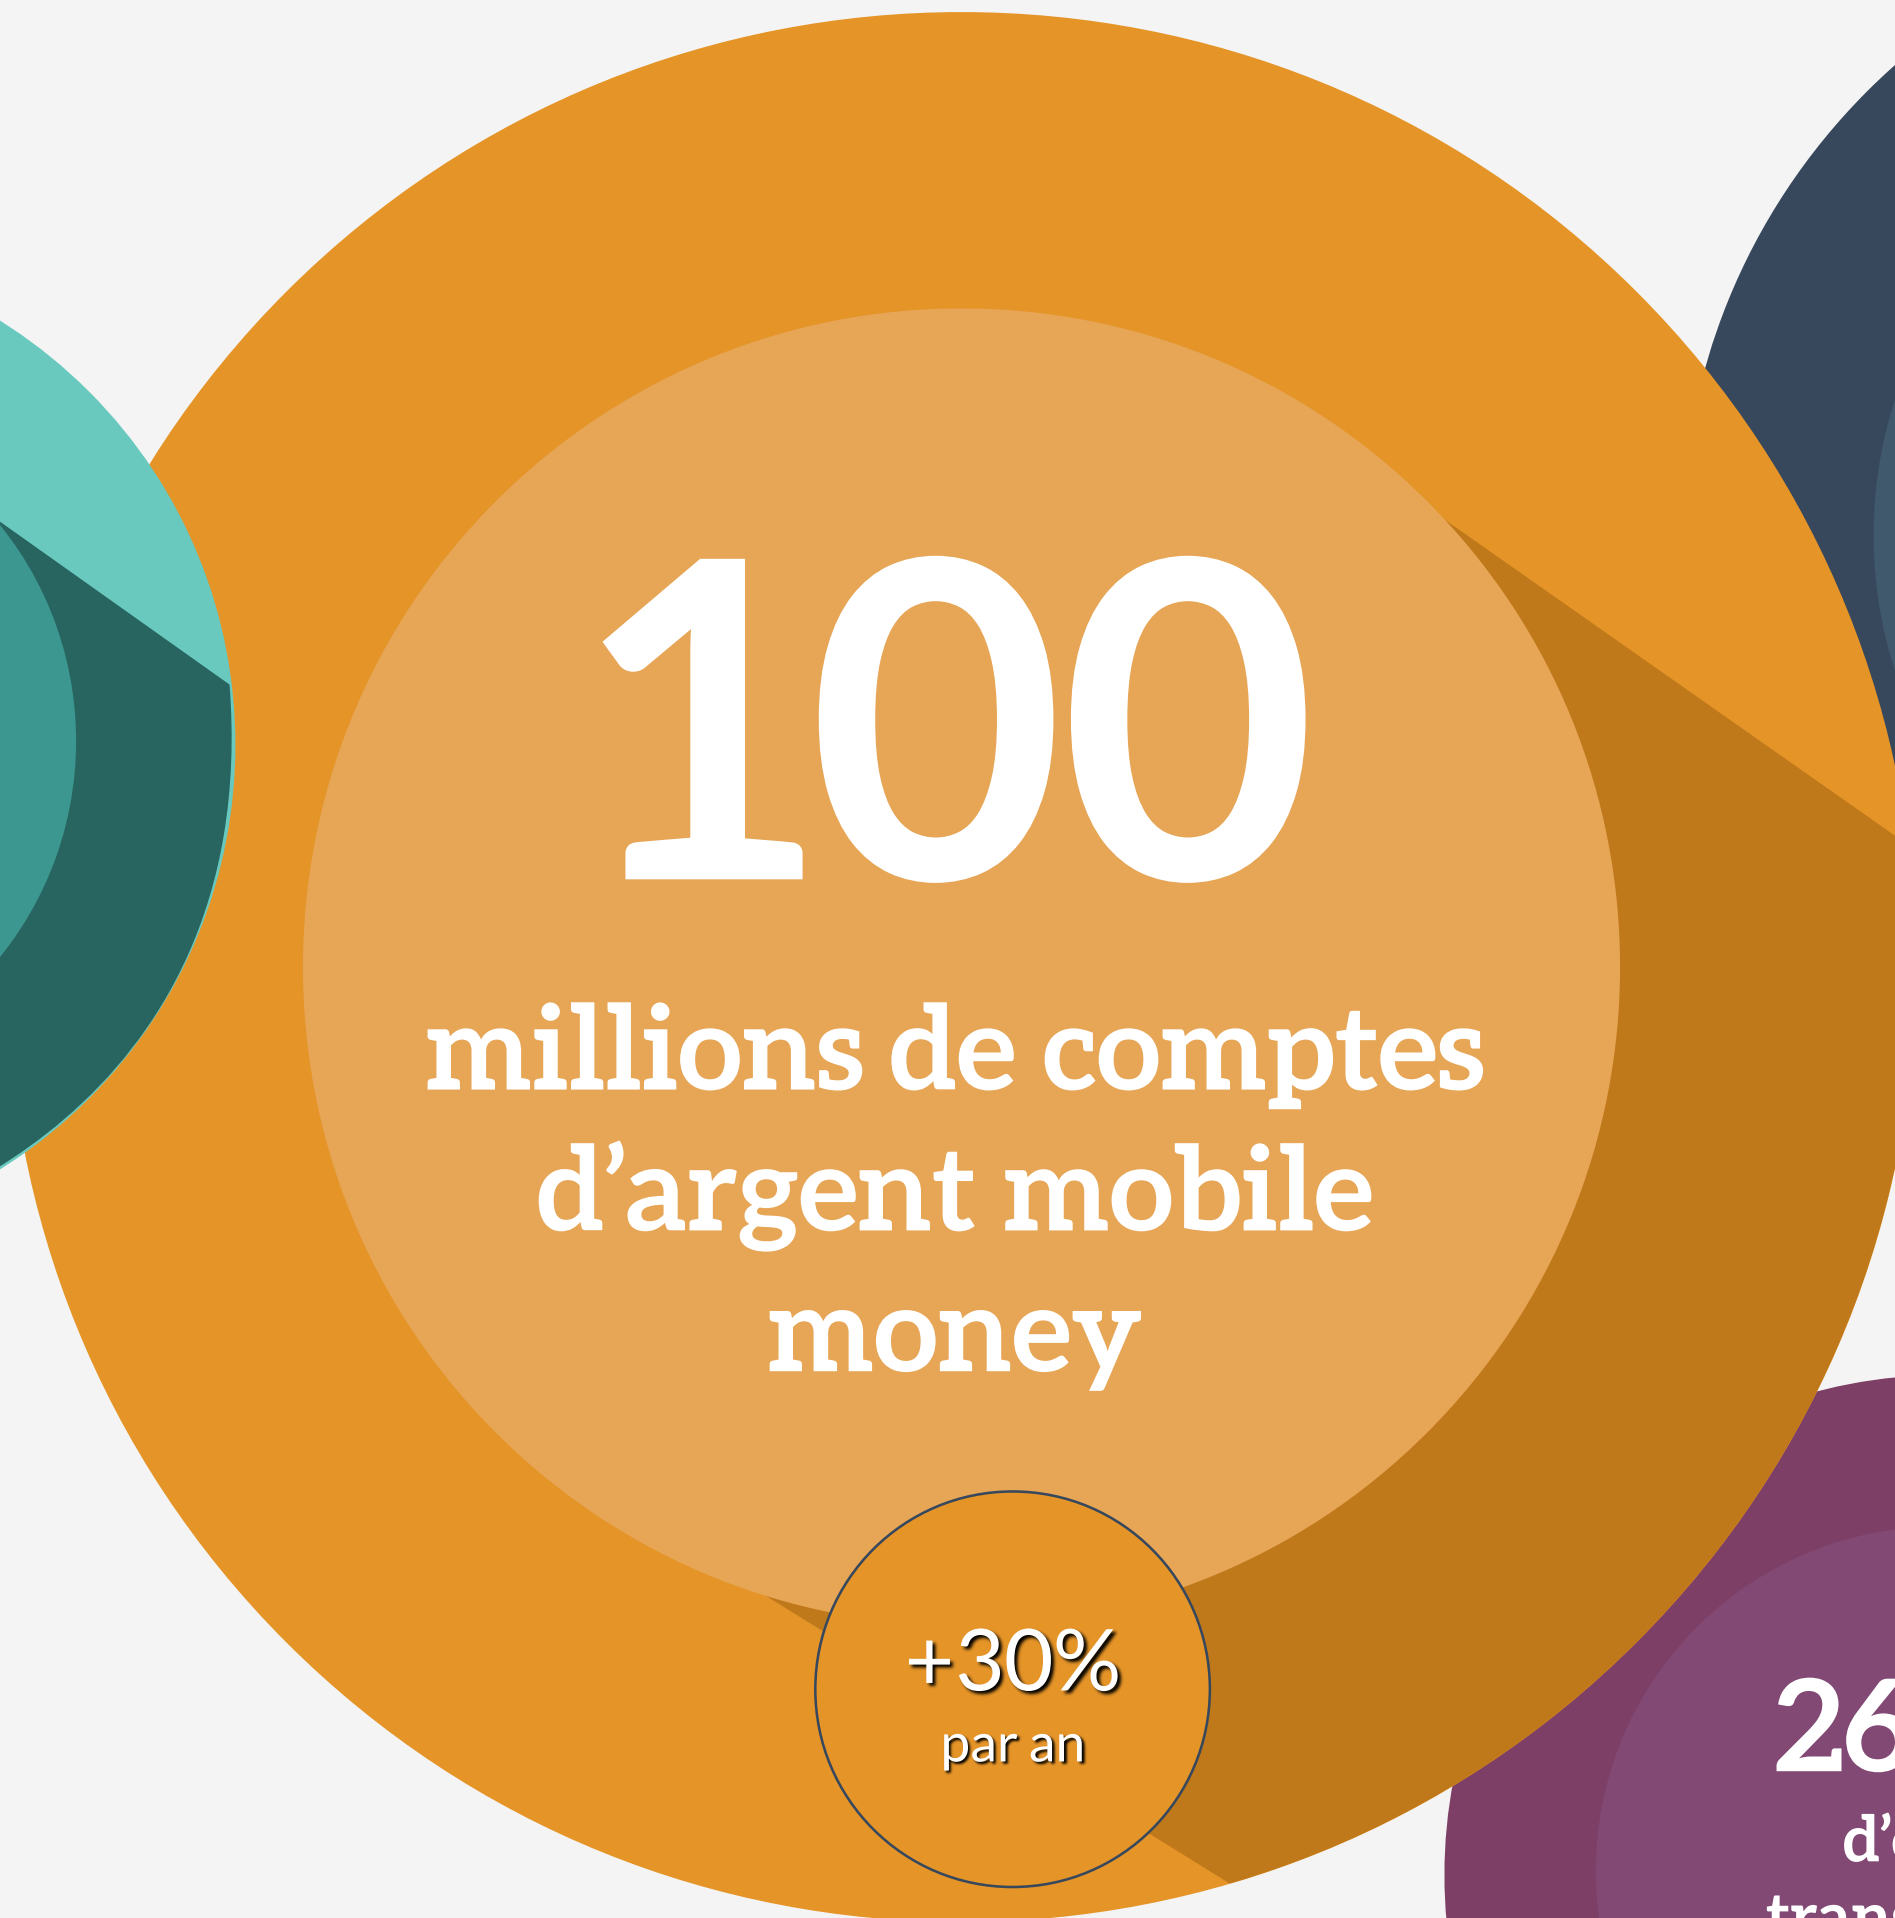 100
millions de comptes
d’argent mobile
money
+30%
par an
26